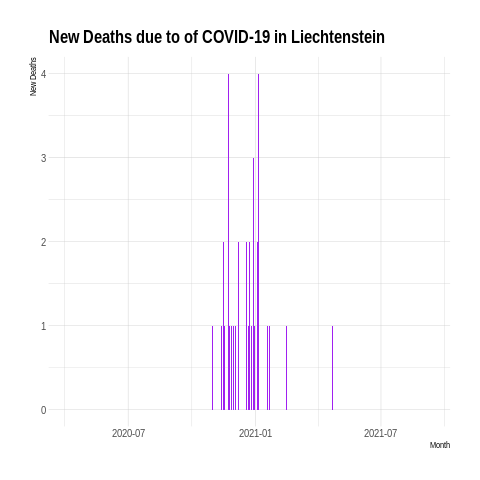 New Deaths due to of COVID-19 in Liechtenstein
New Deaths
4
3
2
1
0
2020-07
2021-01
2021-07
Month